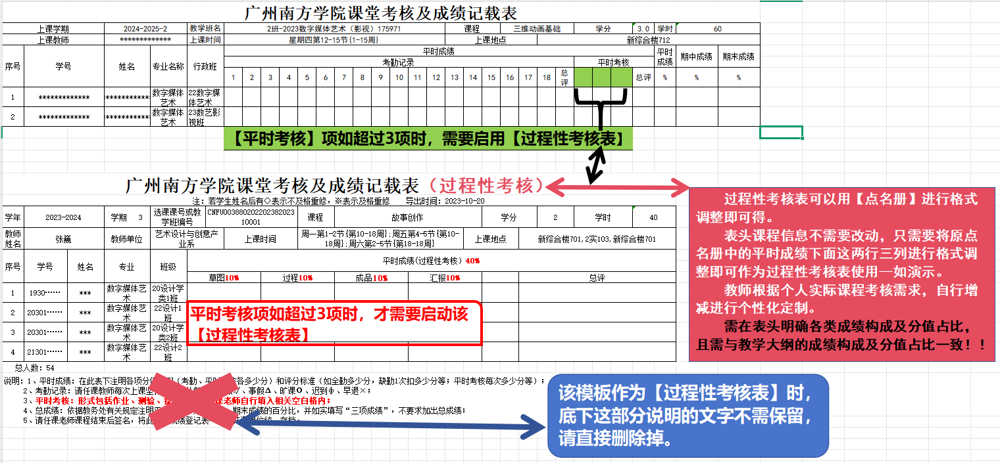 广州南方学院课堂考核及成绩记载表
上课学期 2024-2025-2 教学班名 2班-2023数字媒体艺术（影视）175971 课程 三维动画基础 学分 3.0 学时 60
上课教师 ************* 上课时间 星期四第12-15节{1-15周} 上课地点 新综合楼712
序号 学号 姓名 专业名称 行政班 平时成绩 平时成绩 期中成绩 期末成绩
考勤记录 平时考核
1 2 3 4 5 6 7 8 9 10 11 12 13 14 15 16 17 18 总评 总评 % % %
1 ************* ************ 数字媒体艺术 22数字媒体艺术
2 ************* ************ 数字媒体艺术 23数艺影视班
【平时考核】项如超过3项时，需要启用【过程性考核表】
广州南方学院课堂考核及成绩记载表（过程性考核）
注：若学生姓名后有○表示不及格重修，※表示及格重修 导出时间：2023-10-20
学年 2023-2024 学期 3 选课课号或教学班编号 CNFU00388020220238202310001 课程 故事创作 学分 2 学时 40
教师姓名 张巍 教师单位 艺术设计与创意产业系 上课时间 周一第1-2节{第10-18周};周五第4-5节{第10-18周};周六第2-5节{第18-18周} 上课地点 新综合楼701,2实103,新综合楼701
序号 学号 姓名 专业 班级 平时成绩(过程性考核) 40%
草图10% 过程10% 成品10% 汇报10% 总评
1 1930…… *** 数字媒体艺术 20设计学类1班
2 20301…… *** 数字媒体艺术 22设计1班
3 20301…… *** 数字媒体艺术 20设计学类2班
4 21301…… *** 数字媒体艺术 22设计2班
平时考核项如超过3项时，才需要启动该
【过程性考核表】
总人数：54
说明：1、平时成绩：在此表下注明各项分（考勤、平时各多少分）和评分标准（如全勤多少分，缺勤1次扣多少分等；平时考核每次多少分等）；
2、考勤记录：请任课教师每次上课、事假Δ、旷课O、迟到ф、早退×；
3、平时考核：形式包括作业、测验、课老师自行填入相关空白格内；
4、总成绩：依据教务处有关规定注明期末成绩的百分比，并如实填写“三项成绩”，不要求加出总成绩；
5、请任课老师课程结束后签名，将此成绩登记表
过程性考核表可以用【点名册】进行格式
调整即可得。
表头课程信息不需要改动，只需要将原点
名册中的平时成绩下面这两行三列进行格式调
整即可作为过程性考核表使用—如演示。
教师根据个人实际课程考核需求，自行增
减进行个性化定制。
需在表头明确各类成绩构成及分值占比，
且需与教学大纲的成绩构成及分值占比一致！！
该模板作为【过程性考核表】时，
底下这部分说明的文字不需保留，
请直接删除掉。